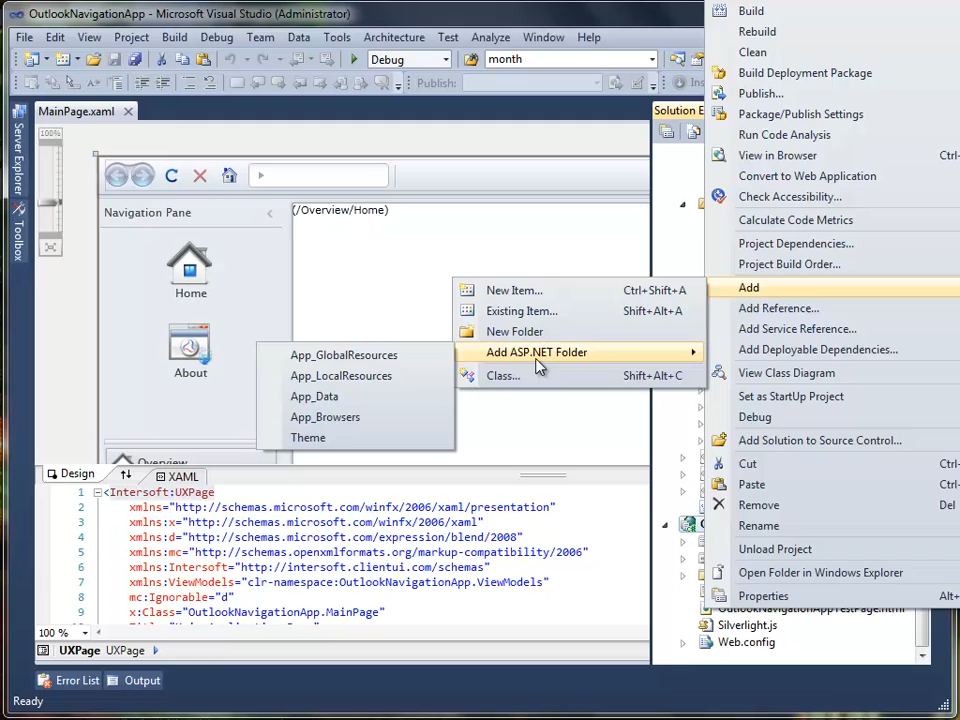 OutlookNavigationApp - Microsoft Visual Studio (Administrator)
File Edit View Project Build Debug Team Data Tools Architecture Test Analyze Window Help
Debug month
Publish:
MainPage.xaml
Solution E
Server Explorer
Toolbox
100%
Navigation Pane
(/Overview/Home)
Home
About
Overview
Build
Rebuild
Clean
Build Deployment Package
Publish...
Package/Publish Settings
Run Code Analysis
View in Browser Ctrl-
Convert to Web Application
Check Accessibility...
Calculate Code Metrics
Project Dependencies...
Project Build Order...
Add
Add Reference...
Add Service Reference...
Add Deployable Dependencies...
View Class Diagram
Set as StartUp Project
Debug
Add Solution to Source Control...
Cut Ctrl-
Paste Ctrl-
Remove Del
Rename
Unload Project
Open Folder in Windows Explorer
Properties Alt+
New Item... Ctrl+Shift+A
Existing Item... Shift+Alt+A
New Folder
Add ASP.NET Folder
Class... Shift+Alt+C
App_GlobalResources
App_LocalResources
App_Data
App_Browsers
Theme
OutlookNavigationAppTestPage.html
Silverlight.js
Web.config
Design XAML
1 <Intersoft:UXPage
2 xmlns="http://schemas.microsoft.com/winfx/2006/xaml/presentation"
3 xmlns:x="http://schemas.microsoft.com/winfx/2006/xaml"
4 xmlns:d="http://schemas.microsoft.com/expression/blend/2008"
5 xmlns:mc="http://schemas.openxmlformats.org/markup-compatibility/2006"
6 xmlns:Intersoft="http://intersoft.clientui.com/schemas"
7 xmlns:ViewModels="clr-namespace:OutlookNavigationApp.ViewModels"
8 mc:Ignorable="d"
9 x:Class="OutlookNavigationApp.MainPage"
100 %
UXPage UXPage
Error List Output
Ready